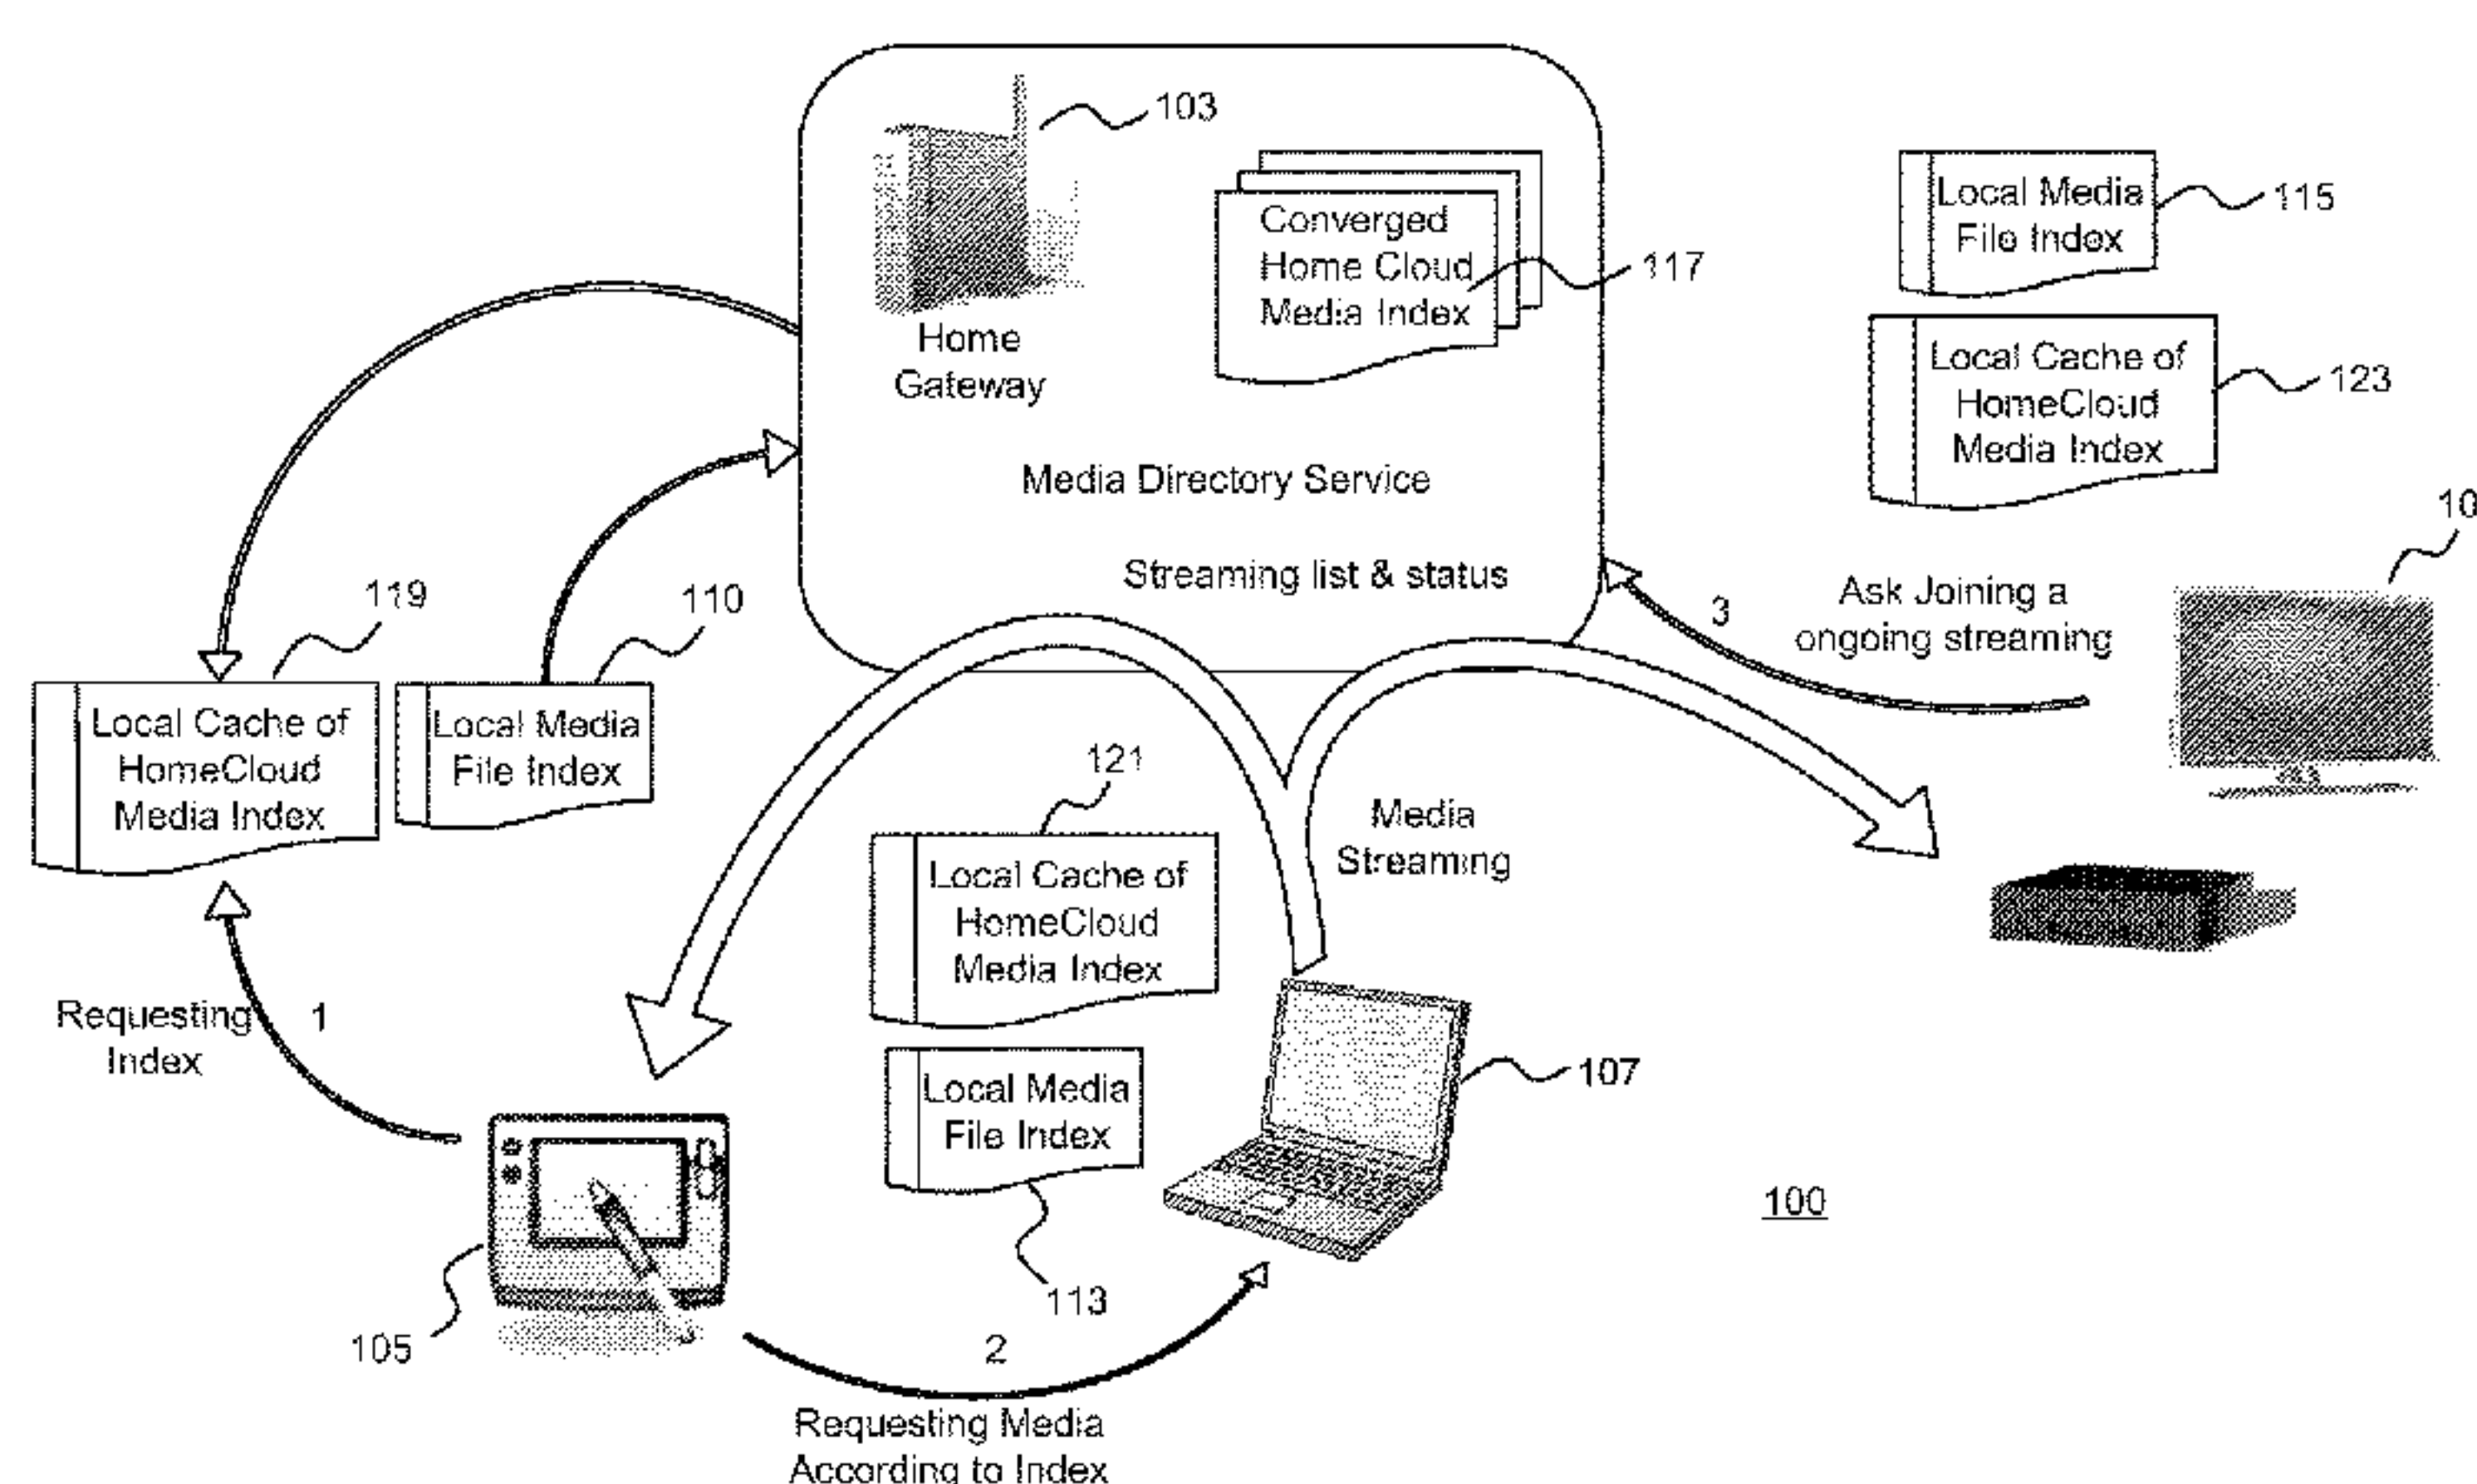 103
Home
Gateway
Converged
Home Cloud
Media Index
117
Media Directory Service
Streaming list & status
Local Media
File Index
115
Local Cache of
HomeCloud
Media Index
123
10
3
Ask Joining a
ongoing streaming
119
110
Local Cache of
HomeCloud
Media Index
Local Media
File Index
121
Local Cache of
HomeCloud
Media Index
Media
Streaming
Requesting
Index
1
Local Media
File Index
107
113
105
100
2
Requesting Media
According to Index